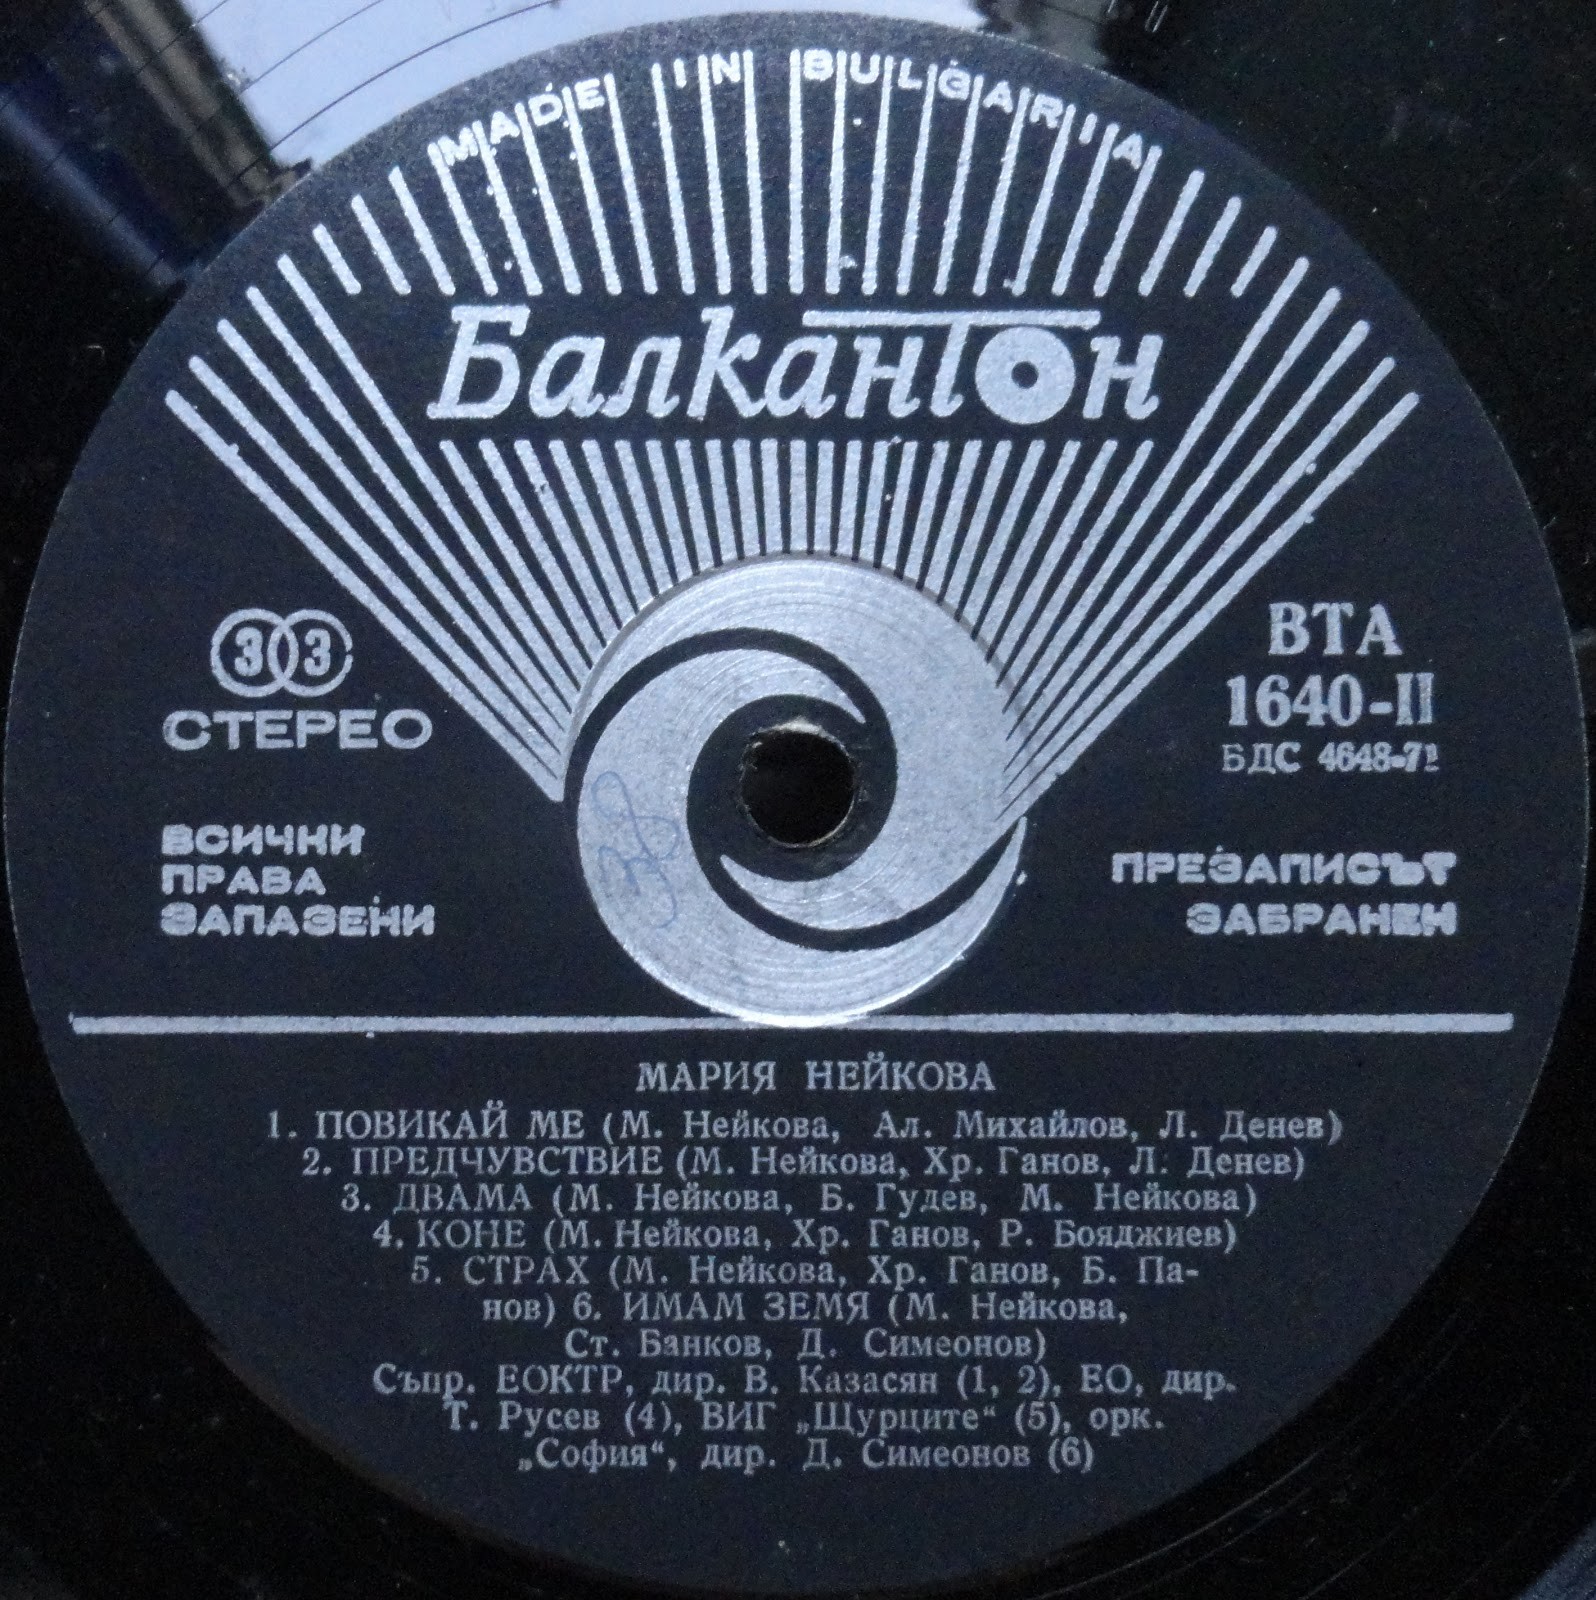 MADE IN BULGARIA
Балкантон
33
СТЕРЕО
ВСИЧКИ
ПРАВА
ЗАПАЗЕНИ
ВТА
1640-II
БДС 4648-71
ПРЕЗАПИСЪТ
ЗАБРАНЕН
МАРИЯ НЕЙКОВА
1. ПОВИКАЙ МЕ (М. Нейкова, Ал. Михайлов, Л. Денев)
2. ПРЕДЧУВСТВИЕ (М. Нейкова, Хр. Ганов, Л. Денев)
3. ДВАМА (М. Нейкова, Б. Гудев, М. Нейкова)
4. КОНЕ (М. Нейкова, Хр. Ганов, Р. Бояджиев)
5. СТРАХ (М. Нейкова, Хр. Ганов, Б. Па-
нов) 6. ИМАМ ЗЕМЯ (М. Нейкова,
Ст. Банков, Д. Симеонов)
Съпр. ЕОКТР, дир. В. Казасян (1, 2), ЕО, дир.
Т. Русев (4), ВИГ „Щурците“ (5), орк.
„София“, дир. Д. Симеонов (6)